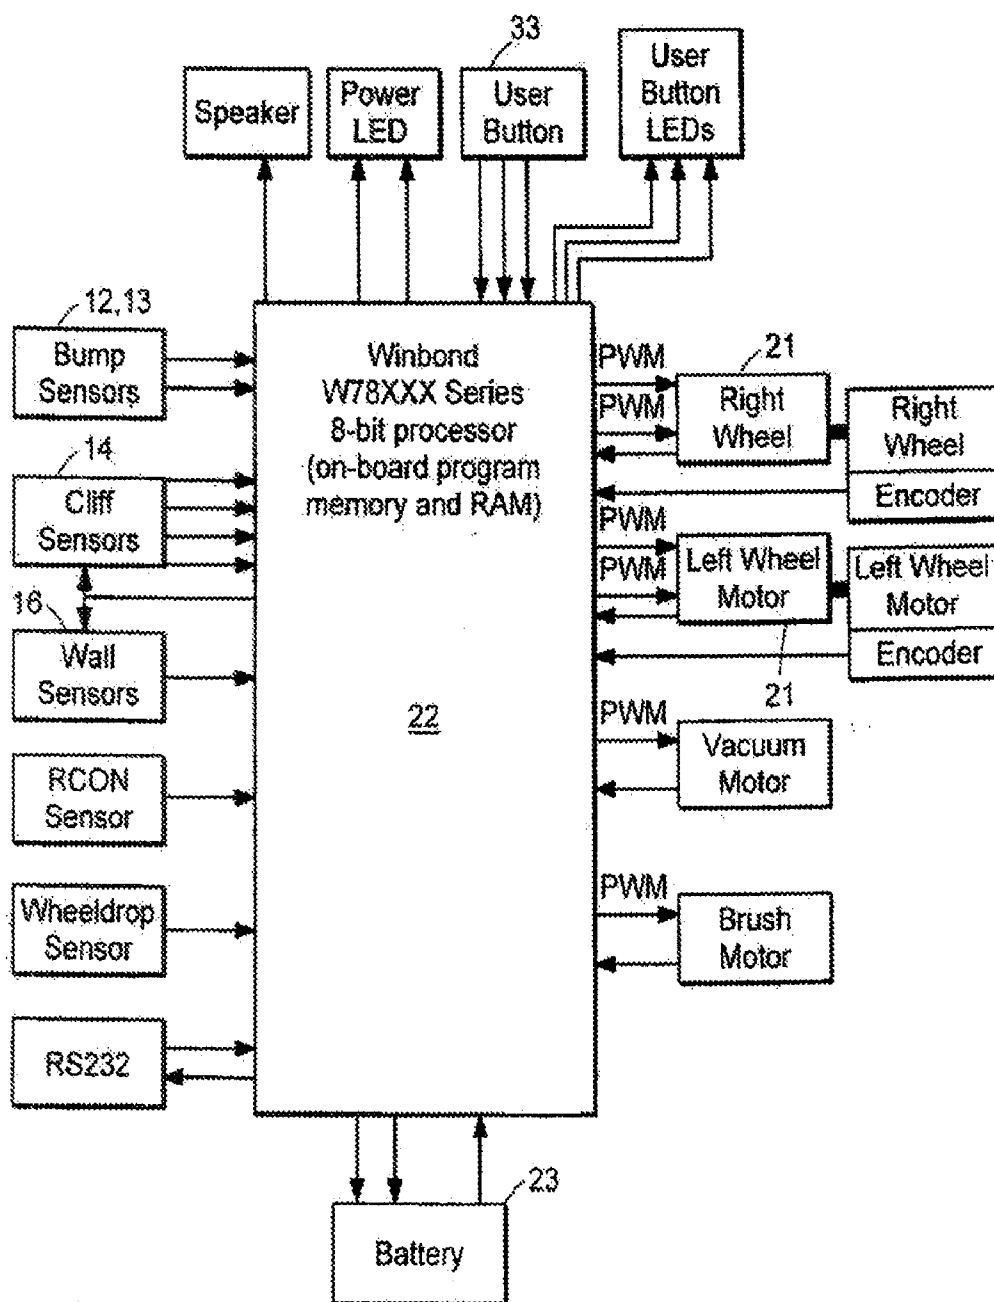 33
Speaker
Power
LED
User
Button
User
Button
LEDs
12,13
Bump
Sensors
14
Cliff
Sensors
16
Wall
Sensors
RCON
Sensor
Wheeldrop
Sensor
RS232
Winbond
W78XXX Series
8-bit processor
(on-board program
memory and RAM)
22
PWM
PWM
21
Right
Wheel
Right
Wheel
Encoder
PWM
PWM
Left Wheel
Motor
21
Left Wheel
Motor
Encoder
PWM
Vacuum
Motor
PWM
Brush
Motor
23
Battery